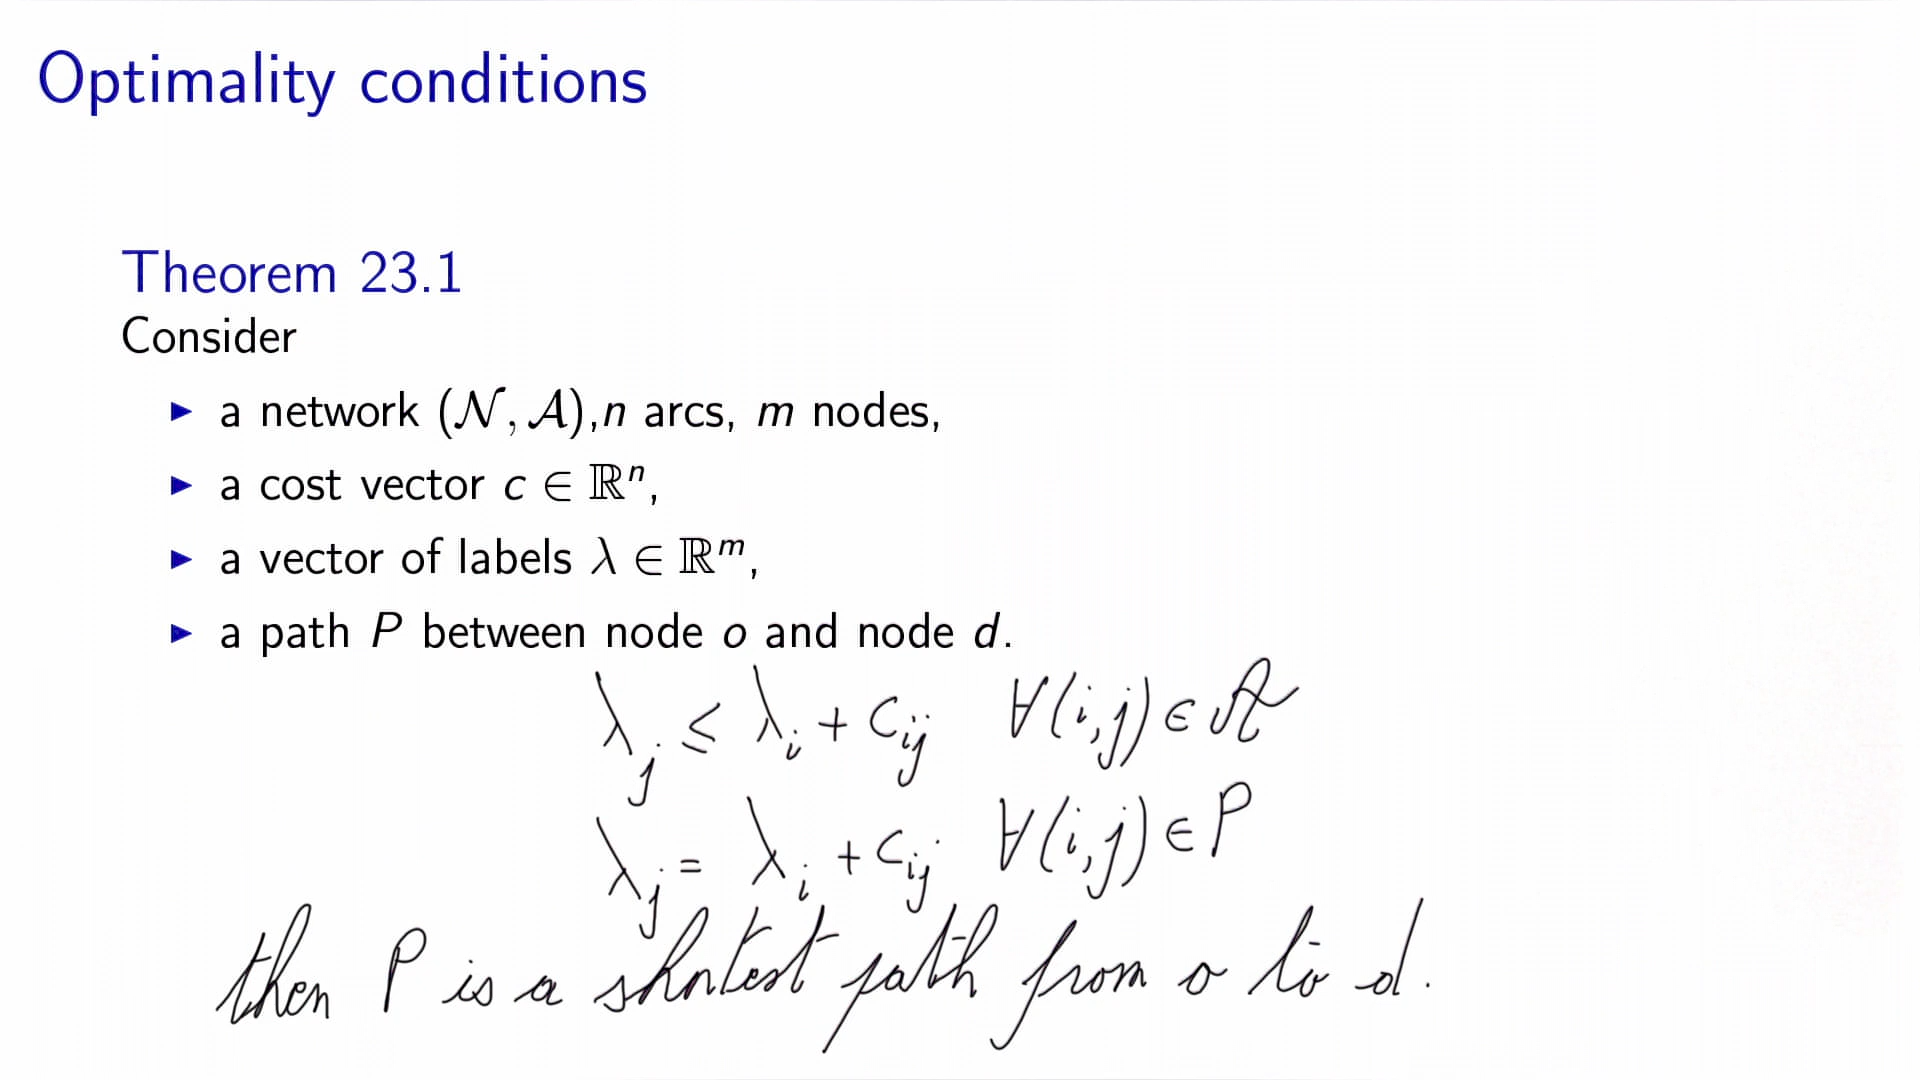 Optimality conditions
Theorem 23.1
Consider
▶ a network (𝒩, 𝒜),n arcs, m nodes,
▶ a cost vector c ∈ ℝⁿ,
▶ a vector of labels λ ∈ ℝᵐ,
▶ a path P between node o and node d.
λⱼ ≤ λᵢ + cᵢⱼ ∀(i,j) ∈ 𝒜
λⱼ = λᵢ + cᵢⱼ ∀(i,j) ∈ P
then P is a shortest path from o to d.